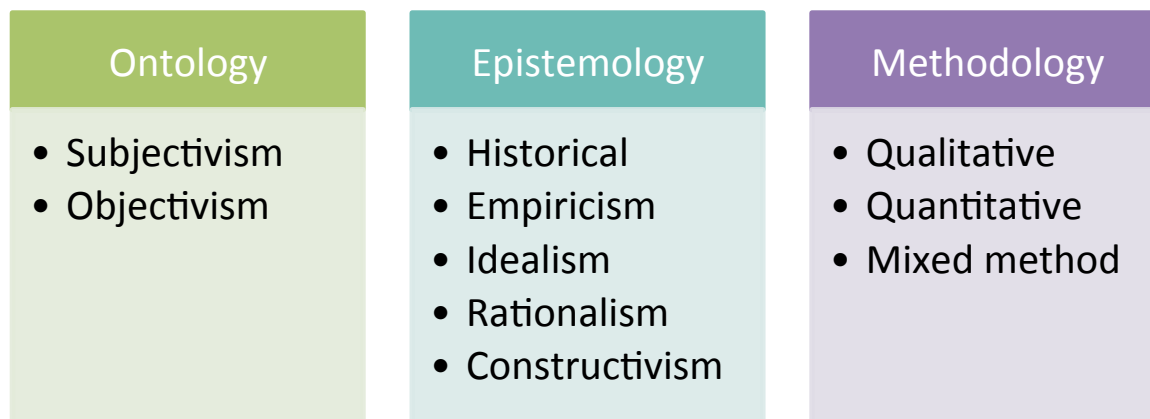 Ontology
• Subjectivism
• Objectivism
Epistemology
• Historical
• Empiricism
• Idealism
• Rationalism
• Constructivism
Methodology
• Qualitative
• Quantitative
• Mixed method